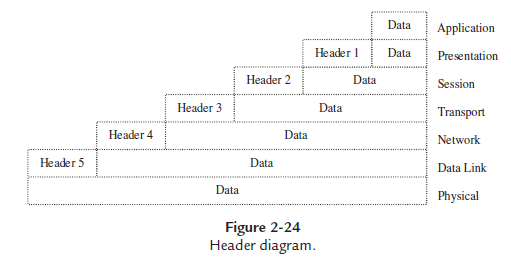 Data Application
Header 1 Data Presentation
Header 2 Data Session
Header 3 Data Transport
Header 4 Data Network
Header 5 Data Data Link
Data Physical
Figure 2-24
Header diagram.